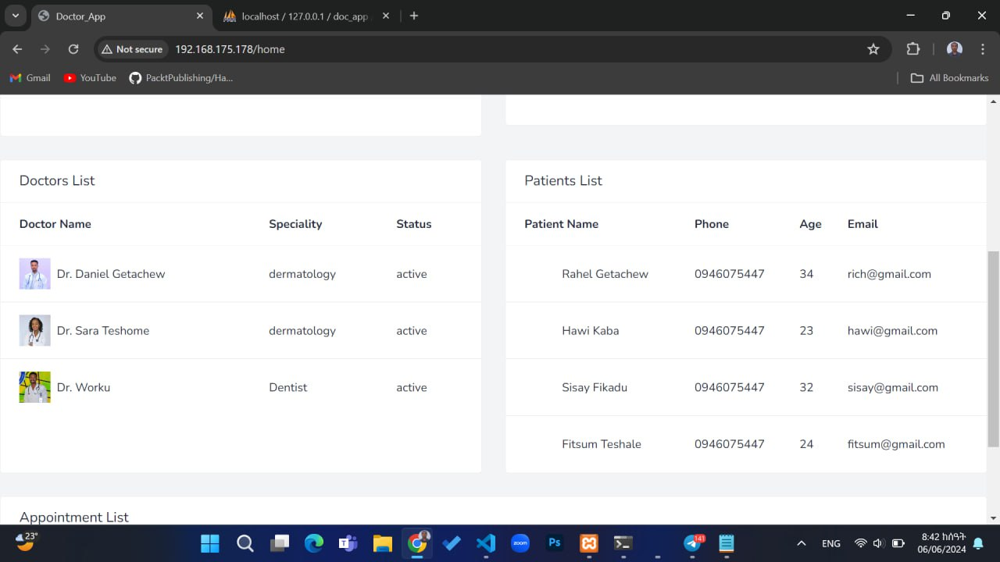 Doctor_App
localhost / 127.0.0.1 / doc_app
Not secure 192.168.175.178/home
Gmail YouTube PacktPublishing/Ha... All Bookmarks
Doctors List
Doctor Name Speciality Status
Dr. Daniel Getachew dermatology active
Dr. Sara Teshome dermatology active
Dr. Worku Dentist active
Patients List
Patient Name Phone Age Email
Rahel Getachew 0946075447 34 rich@gmail.com
Hawi Kaba 0946075447 23 hawi@gmail.com
Sisay Fikadu 0946075447 32 sisay@gmail.com
Fitsum Teshale 0946075447 24 fitsum@gmail.com
Appointment List
23°
zoom
Ps
141
ENG
8:42 ከሰዓት
06/06/2024